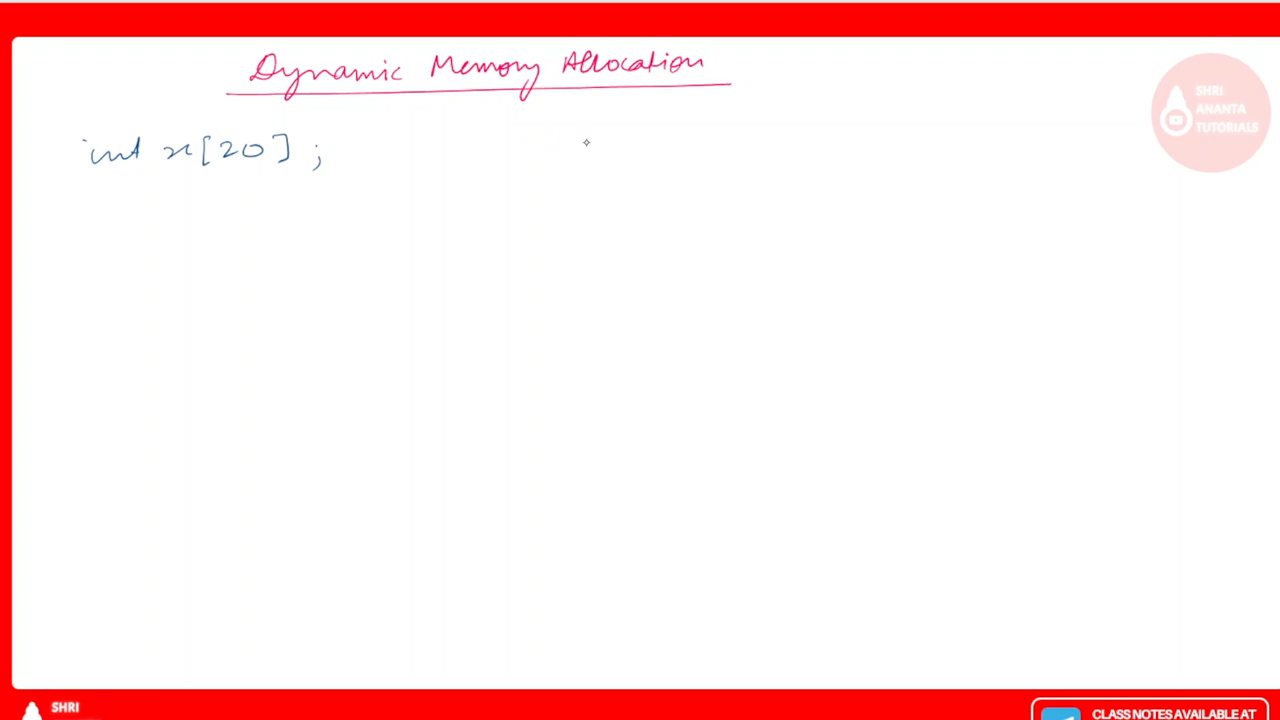 Dynamic Memory Allocation
SHRI
ANANTA
TUTORIALS
int x[20];
SHRI
CLASS NOTES AVAILABLE AT